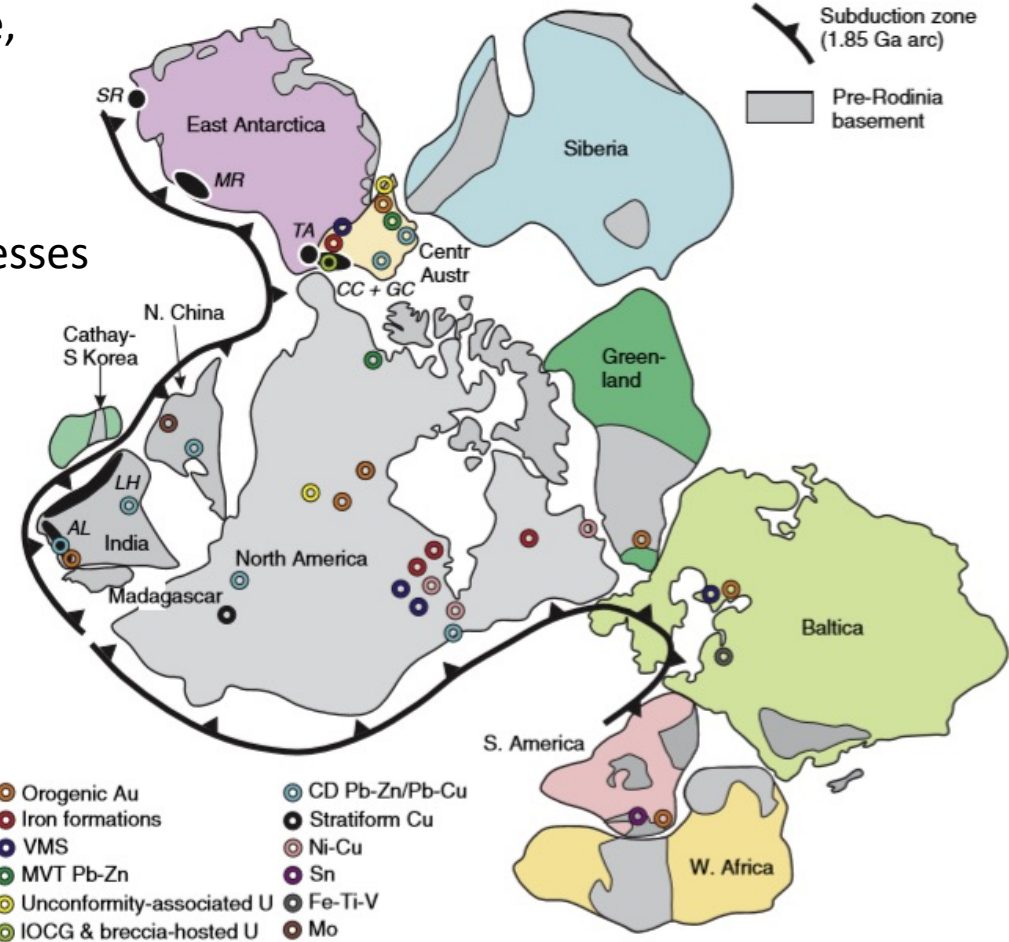 e,
esses
Subduction zone
(1.85 Ga arc)
Pre-Rodinia
basement
SR
East Antarctica
MR
TA
Siberia
Centr
Austr
CC + GC
N. China
Cathay-
S Korea
Green-
land
LH
AL
India
North America
Madagascar
Baltica
S. America
W. Africa
Orogenic Au
Iron formations
VMS
MVT Pb-Zn
Unconformity-associated U
IOCG & breccia-hosted U
CD Pb-Zn/Pb-Cu
Stratiform Cu
Ni-Cu
Sn
Fe-Ti-V
Mo